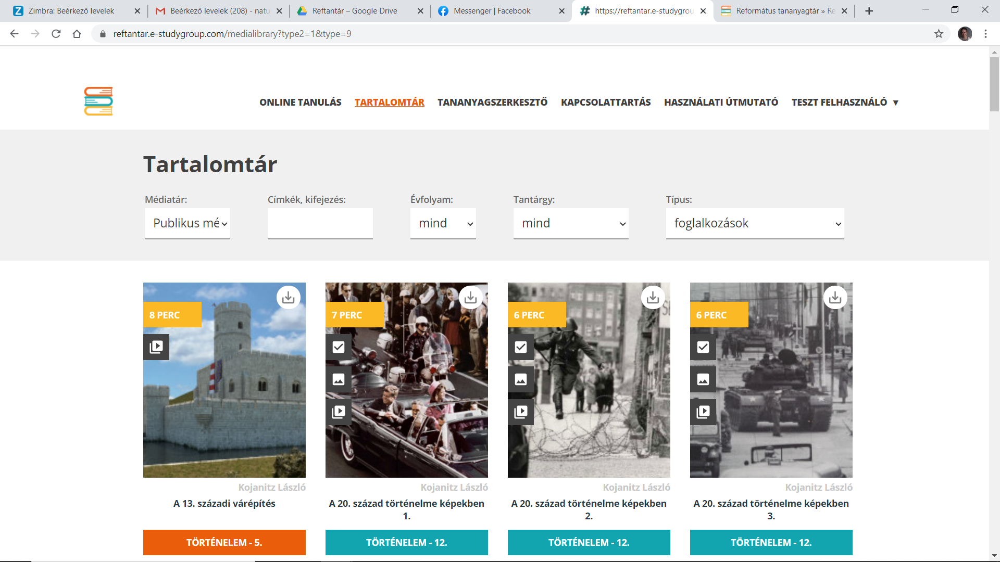 Zimbra: Beérkező levelek
Beérkező levelek (208) - natu
Reftantár – Google Drive
Messenger | Facebook
https://reftantar.e-studygrou
Református tananyagtár » Re
reftantar.e-studygroup.com/medialibrary?type2=1&type=9
ONLINE TANULÁS TARTALOMTÁR TANANYAGSZERKESZTŐ KAPCSOLATTARTÁS HASZNÁLATI ÚTMUTATÓ TESZT FELHASZNÁLÓ ▼
Tartalomtár
Médiatár: Címkék, kifejezés: Évfolyam: Tantárgy: Típus:
Publikus mé mind mind foglalkozások
8 PERC 7 PERC 6 PERC 6 PERC
Kojanitz László Kojanitz László Kojanitz László Kojanitz László
A 13. századi várépítés A 20. század történelme képekben A 20. század történelme képekben A 20. század történelme képekben
1. 2. 3.
TÖRTÉNELEM - 5. TÖRTÉNELEM - 12. TÖRTÉNELEM - 12. TÖRTÉNELEM - 12.